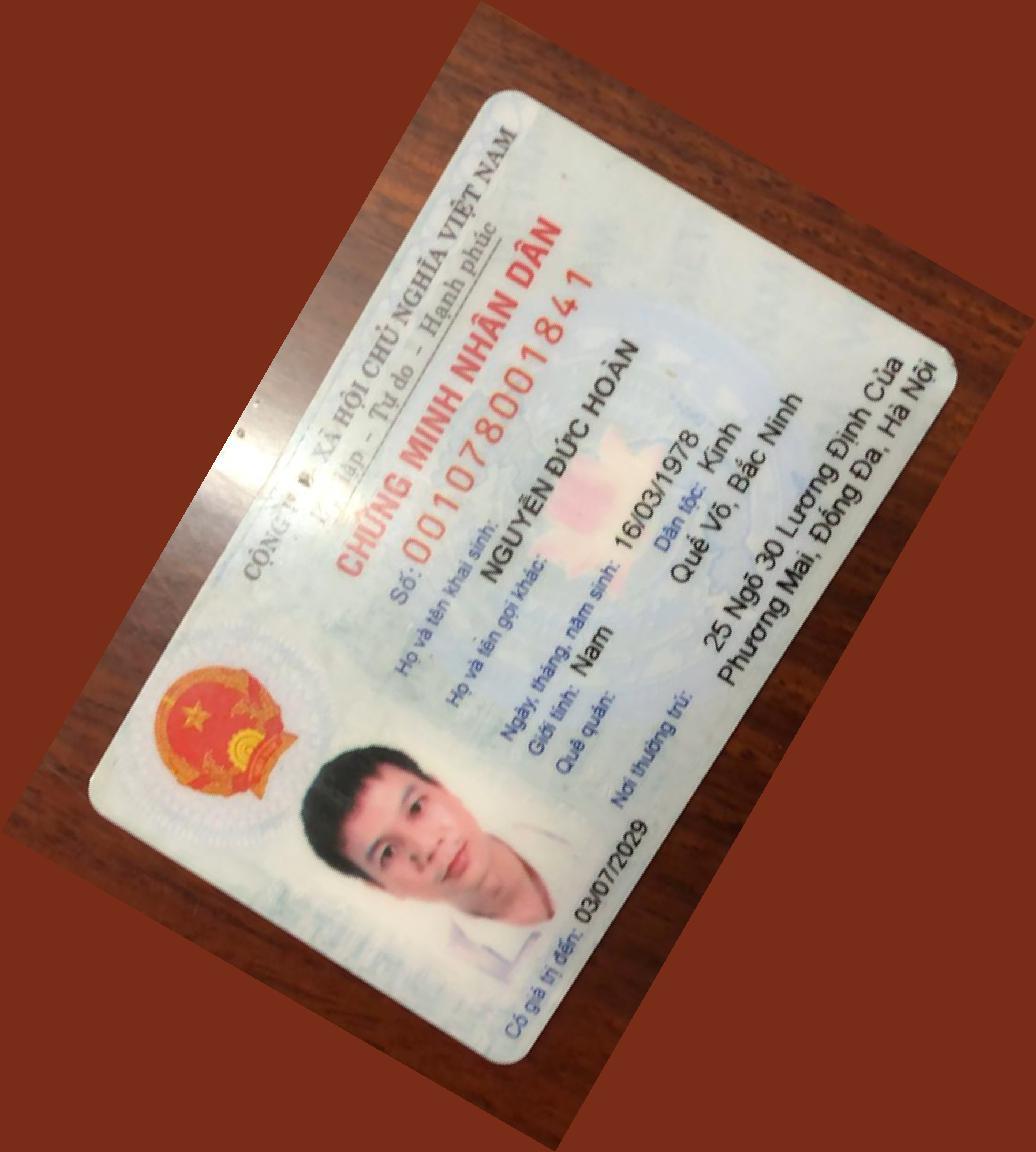 CỘNG XÃ HỘI CHỦ NGHĨA VIỆT NAM
lập - Tự do - Hạnh phúc
CHỨNG MINH NHÂN DÂN
Số: 001078001841
Họ và tên khai sinh:
NGUYỄN ĐỨC HOÀN
Họ và tên gọi khác:
Ngày, tháng, năm sinh: 16/03/1978
Giới tính: Nam Dân tộc: Kinh
Quê quán: Quế Võ, Bắc Ninh
Nơi thường trú: 25 Ngõ 30 Lương Định Của
Phương Mai, Đống Đa, Hà Nội
Có giá trị đến: 03/07/2029